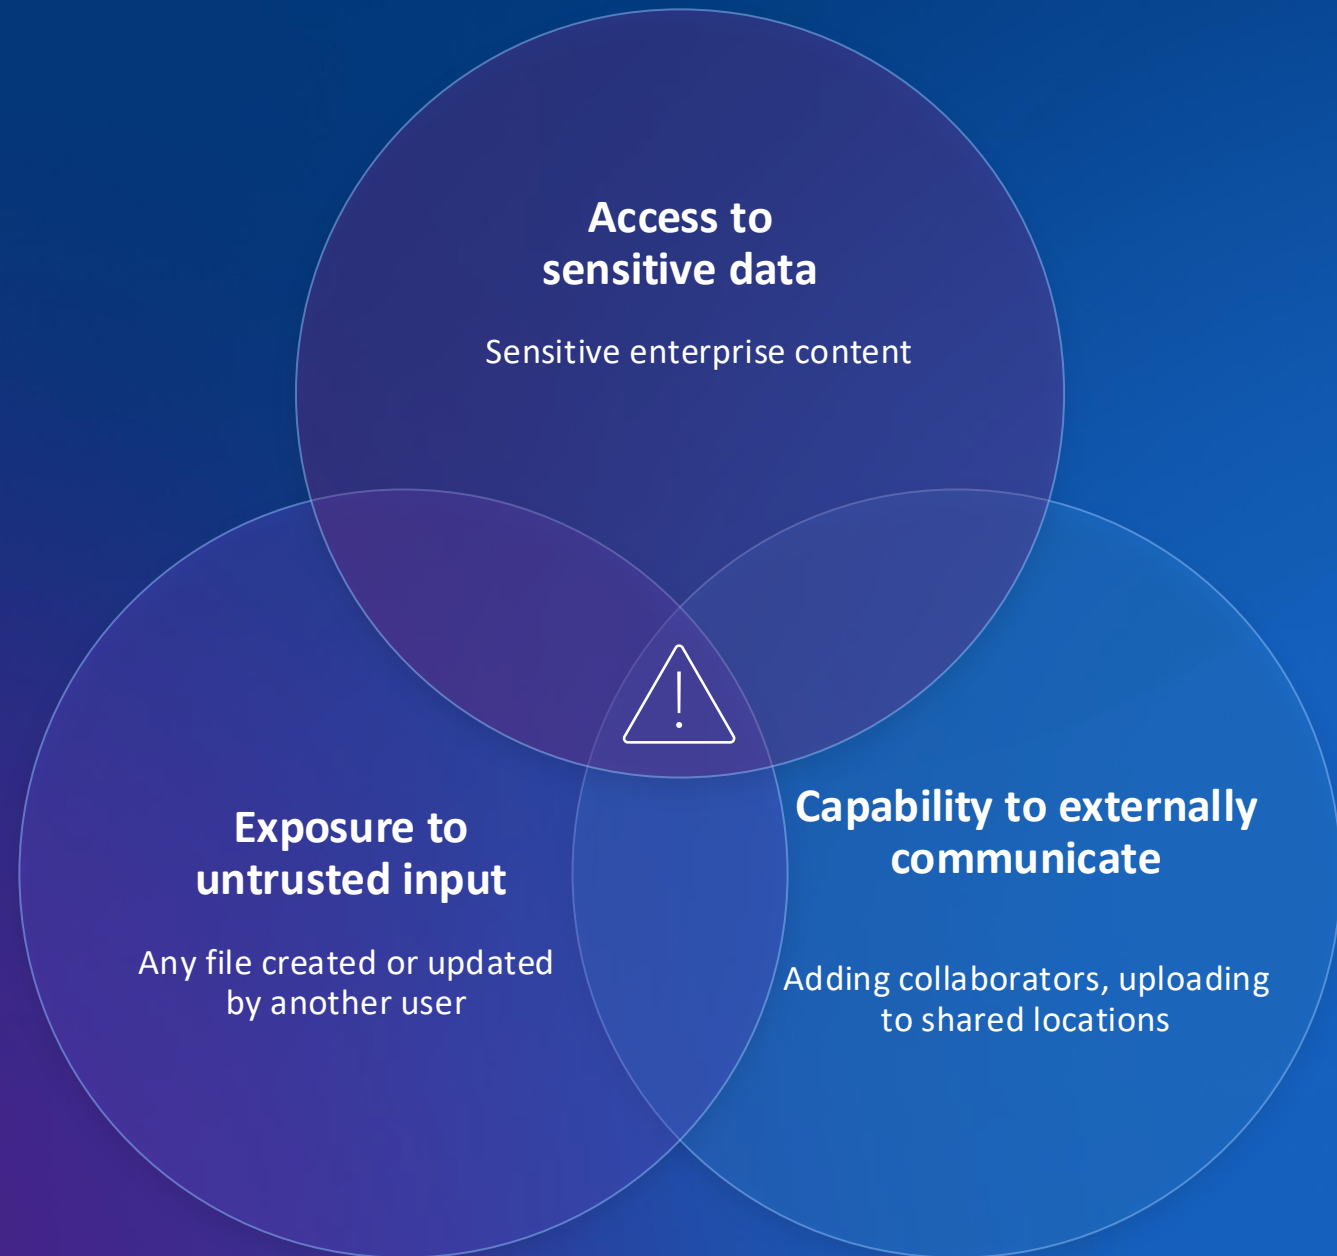 Access to
sensitive data
Sensitive enterprise content
Exposure to
untrusted input
Any file created or updated
by another user
Capability to externally
communicate
Adding collaborators, uploading
to shared locations